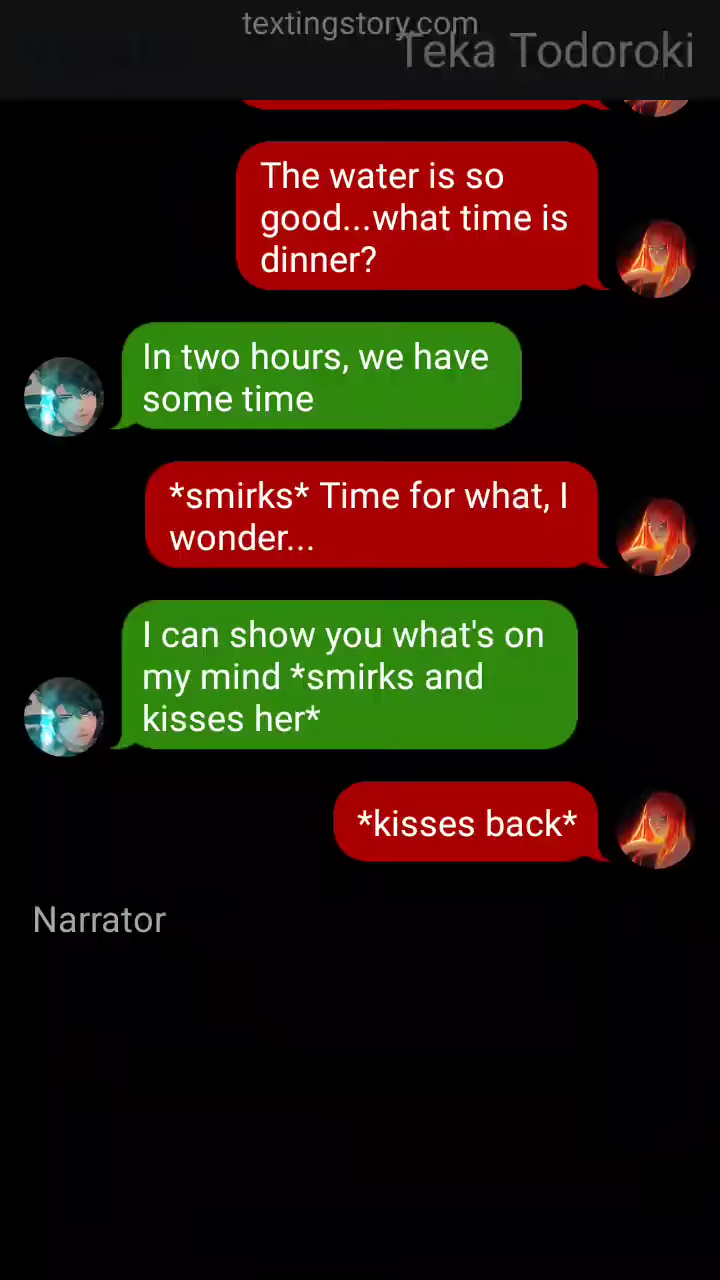 textingstory.com
Teka Todoroki
The water is so
good...what time is
dinner?
In two hours, we have
some time
*smirks* Time for what, I
wonder...
I can show you what's on
my mind *smirks and
kisses her*
*kisses back*
Narrator